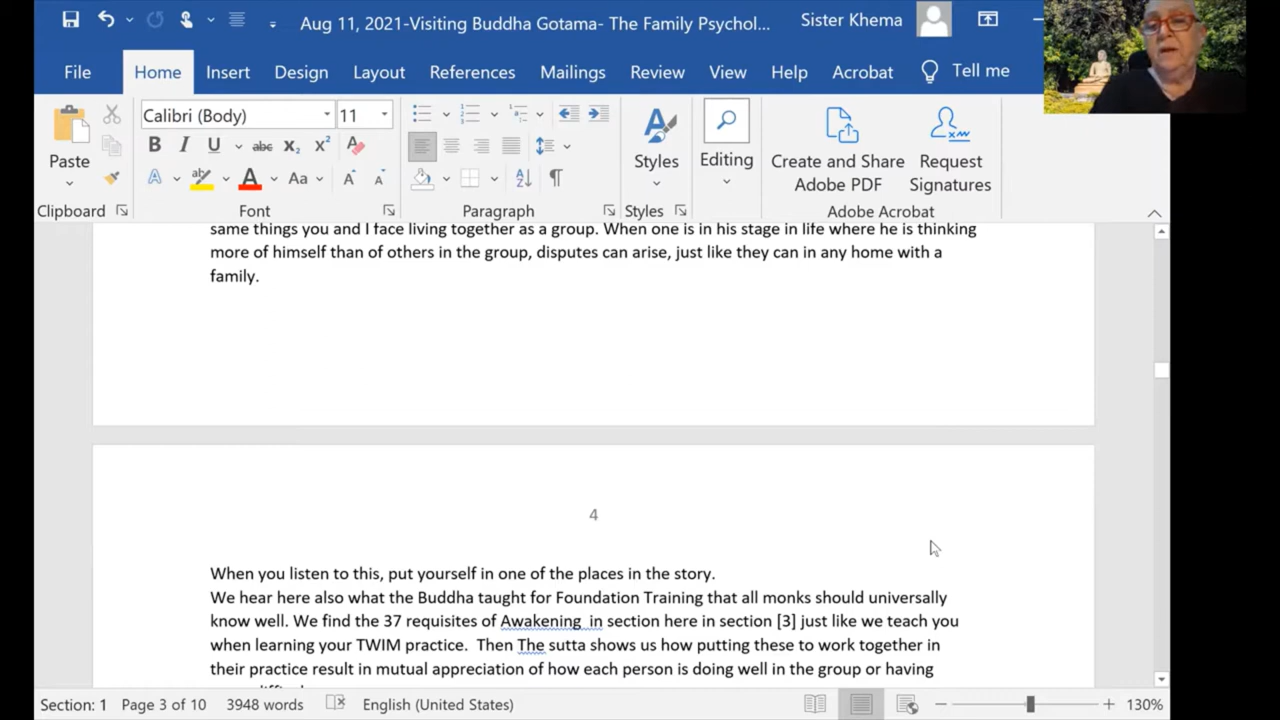 Aug 11, 2021-Visiting Buddha Gotama- The Family Psychol...
Sister Khema
File Home Insert Design Layout References Mailings Review View Help Acrobat Tell me
Calibri (Body) 11
Paste
B I U abc x₂ x²
A A Aa A A
Styles
Editing
Create and Share Adobe PDF
Request Signatures
Clipboard Font Paragraph Styles Adobe Acrobat
same things you and I face living together as a group. When one is in his stage in life where he is thinking
more of himself than of others in the group, disputes can arise, just like they can in any home with a
family.
4
When you listen to this, put yourself in one of the places in the story.
We hear here also what the Buddha taught for Foundation Training that all monks should universally
know well. We find the 37 requisites of Awakening in section here in section [3] just like we teach you
when learning your TWIM practice. Then The sutta shows us how putting these to work together in
their practice result in mutual appreciation of how each person is doing well in the group or having
Section: 1 Page 3 of 10 3948 words English (United States) 130%